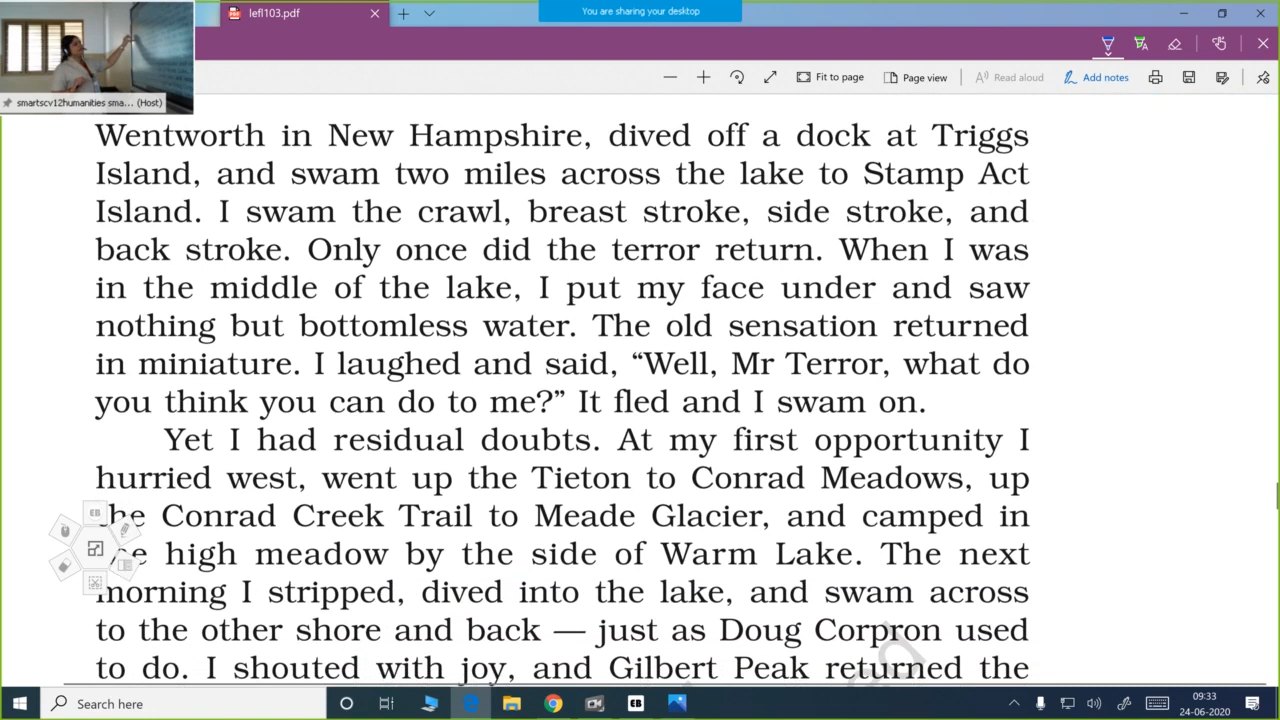 lefl103.pdf
You are sharing your desktop
smartscv12humanities sma... (Host)
Fit to page
Page view
Read aloud
Add notes
Wentworth in New Hampshire, dived off a dock at Triggs
Island, and swam two miles across the lake to Stamp Act
Island. I swam the crawl, breast stroke, side stroke, and
back stroke. Only once did the terror return. When I was
in the middle of the lake, I put my face under and saw
nothing but bottomless water. The old sensation returned
in miniature. I laughed and said, “Well, Mr Terror, what do
you think you can do to me?” It fled and I swam on.
Yet I had residual doubts. At my first opportunity I
hurried west, went up the Tieton to Conrad Meadows, up
the Conrad Creek Trail to Meade Glacier, and camped in
the high meadow by the side of Warm Lake. The next
morning I stripped, dived into the lake, and swam across
to the other shore and back — just as Doug Corpron used
to do. I shouted with joy, and Gilbert Peak returned the
EB
Search here
EB
09:33
24-06-2020